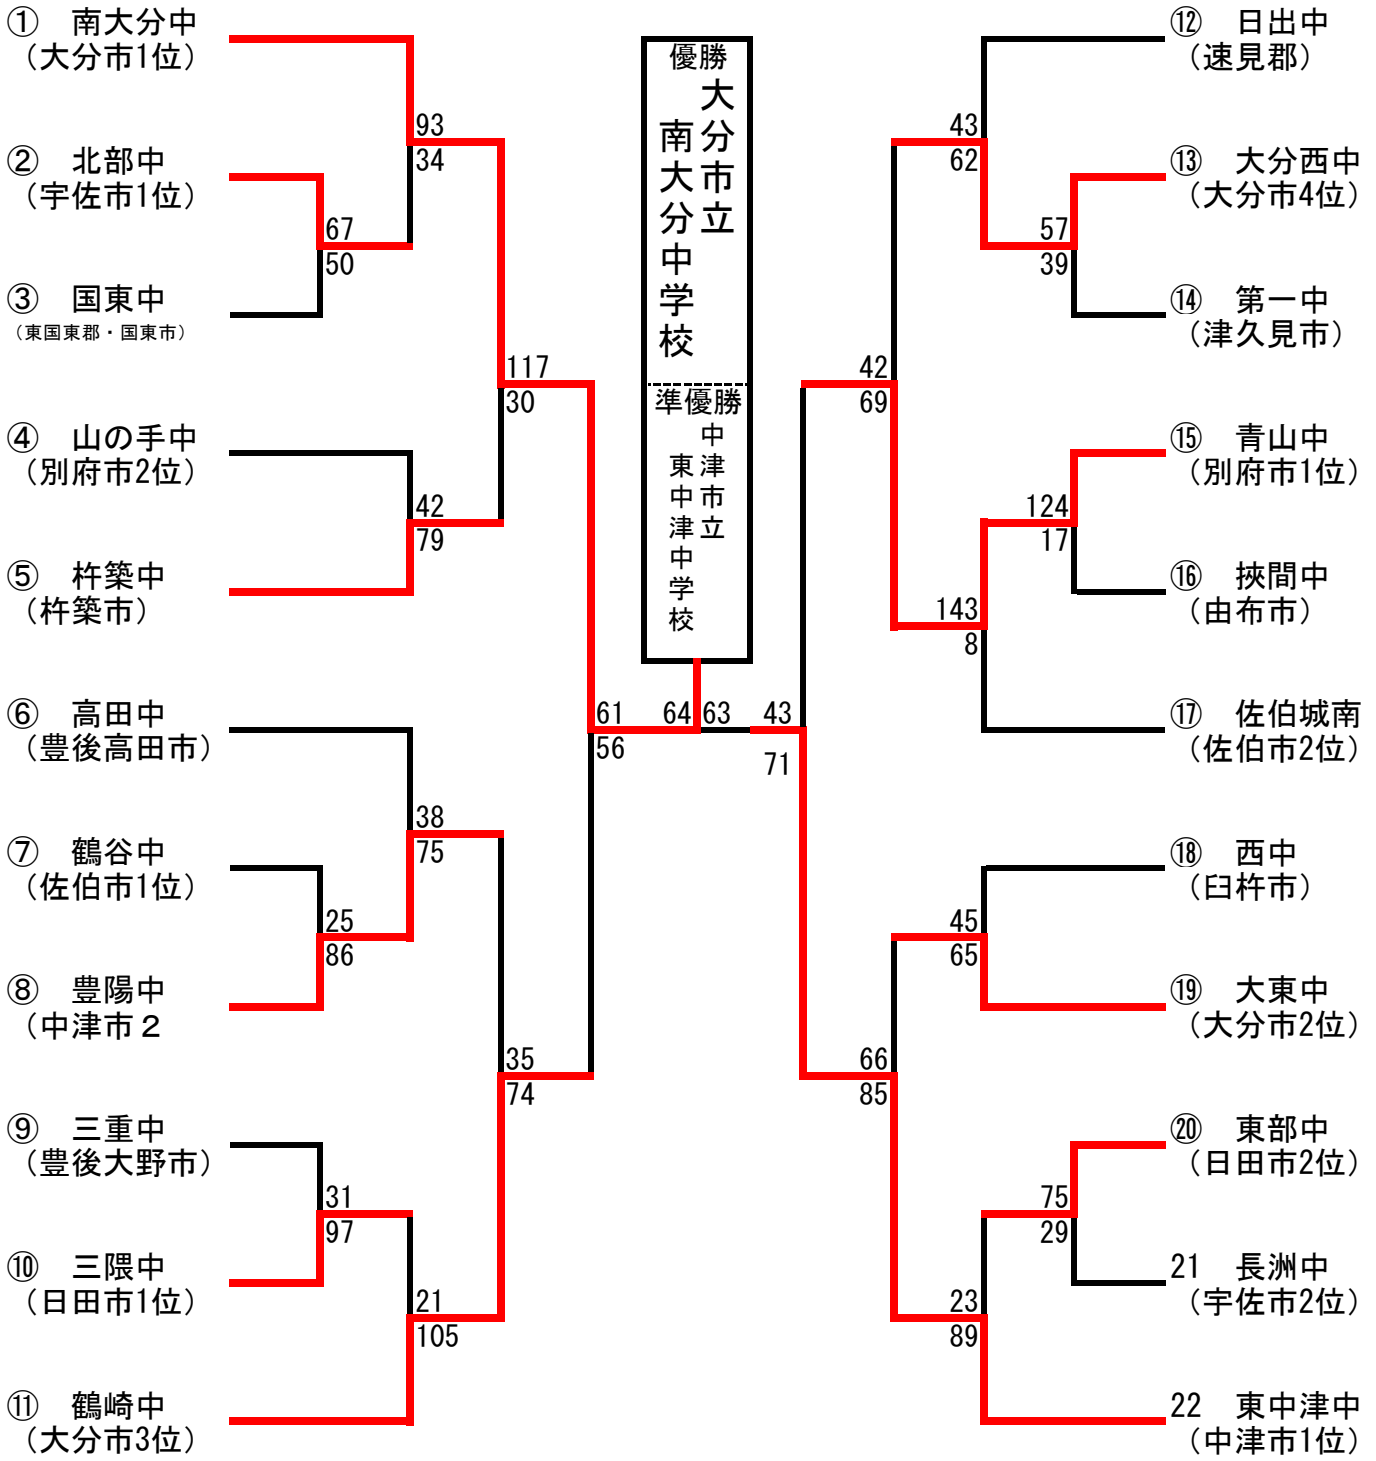 ① 南大分中
（大分市1位）
93
34
② 北部中
（宇佐市1位）
67
50
③ 国東中
（東国東郡・国東市）
117
30
④ 山の手中
（別府市2位）
42
79
⑤ 杵築中
（杵築市）
⑥ 高田中
（豊後高田市）
61
56
38
75
⑦ 鶴谷中
（佐伯市1位）
25
86
⑧ 豊陽中
（中津市２
35
74
⑨ 三重中
（豊後大野市）
31
97
⑩ 三隈中
（日田市1位）
21
105
⑪ 鶴崎中
（大分市3位）
優勝
大分市立
南大分中学校
準優勝
中津市立
東中津中学校
64 63
⑫ 日出中
（速見郡）
43
62
⑬ 大分西中
（大分市4位）
57
39
⑭ 第一中
（津久見市）
42
69
⑮ 青山中
（別府市1位）
124
17
⑯ 挾間中
（由布市）
143
8
⑰ 佐伯城南
（佐伯市2位）
43
71
⑱ 西中
（臼杵市）
45
65
⑲ 大東中
（大分市2位）
66
85
⑳ 東部中
（日田市2位）
75
29
21 長洲中
（宇佐市2位）
23
89
22 東中津中
（中津市1位）